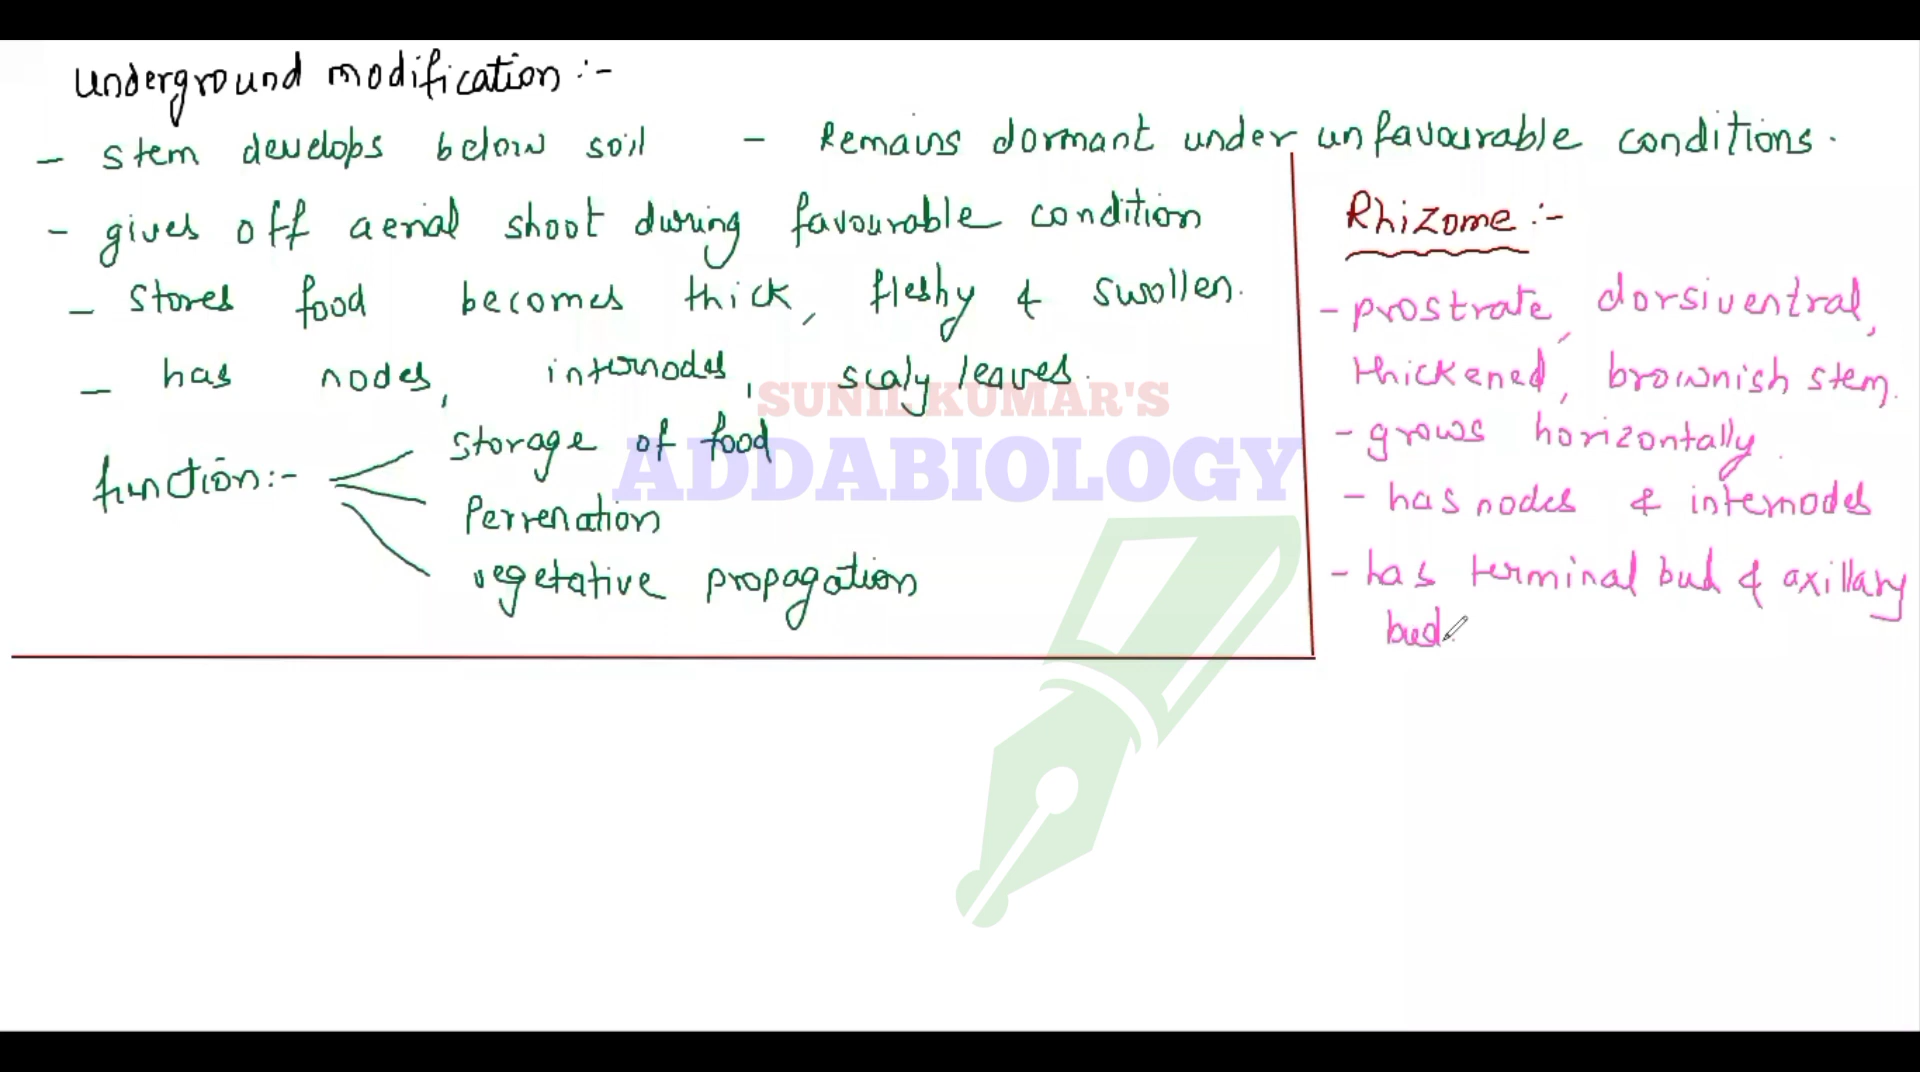 underground modification :-
- stem develops below soil - Remains dormant under unfavourable conditions.
- gives off aerial shoot during favourable condition
- stores food becomes thick, fleshy & swollen.
- has nodes, internodes, scaly leaves.
function:- storage of food
Perrenation
vegetative propagation
Rhizome :-
- prostrate, dorsiventral,
thickened, brownish stem.
- grows horizontally.
- has nodes & internodes
- has terminal bud & axillary
bud.
SUNIL KUMAR'S
ADDABIOLOGY